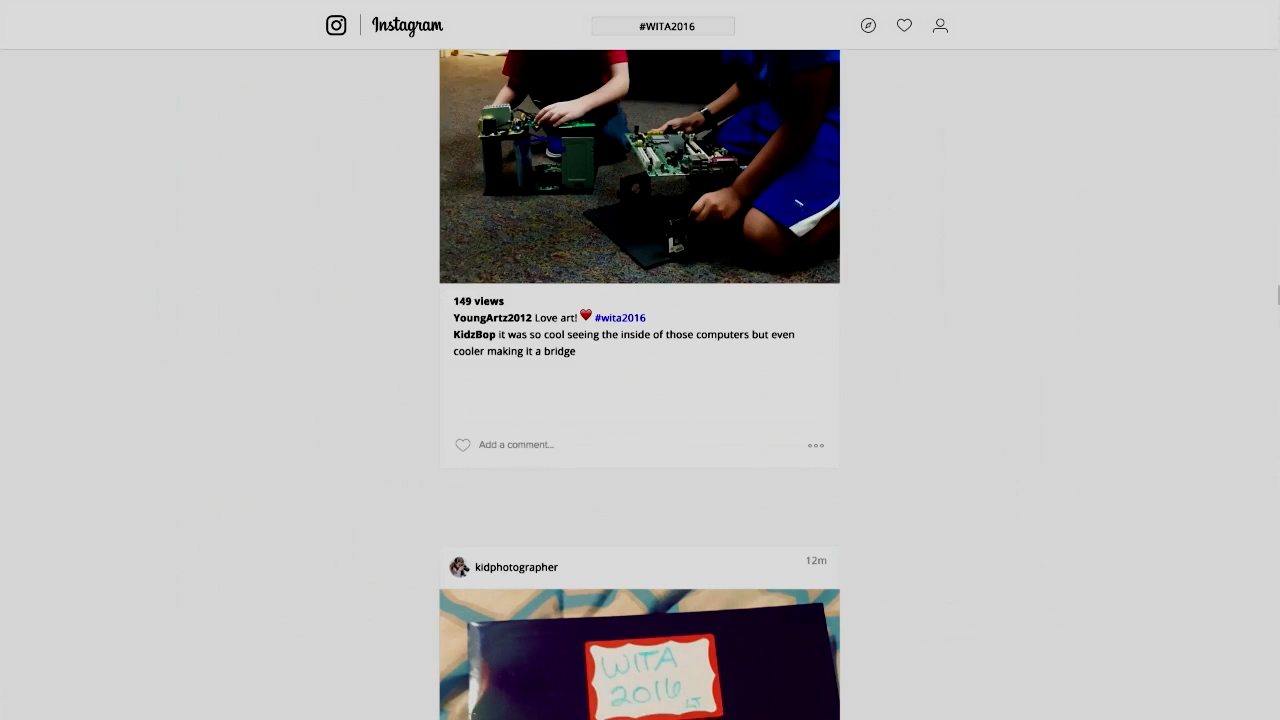 Instagram
#WITA2016
149 views
YoungArtz2012 Love art! ❤ #wita2016
KidzBop it was so cool seeing the inside of those computers but even
cooler making it a bridge
Add a comment...
kidphotographer
12m
WITA
2016
LJ